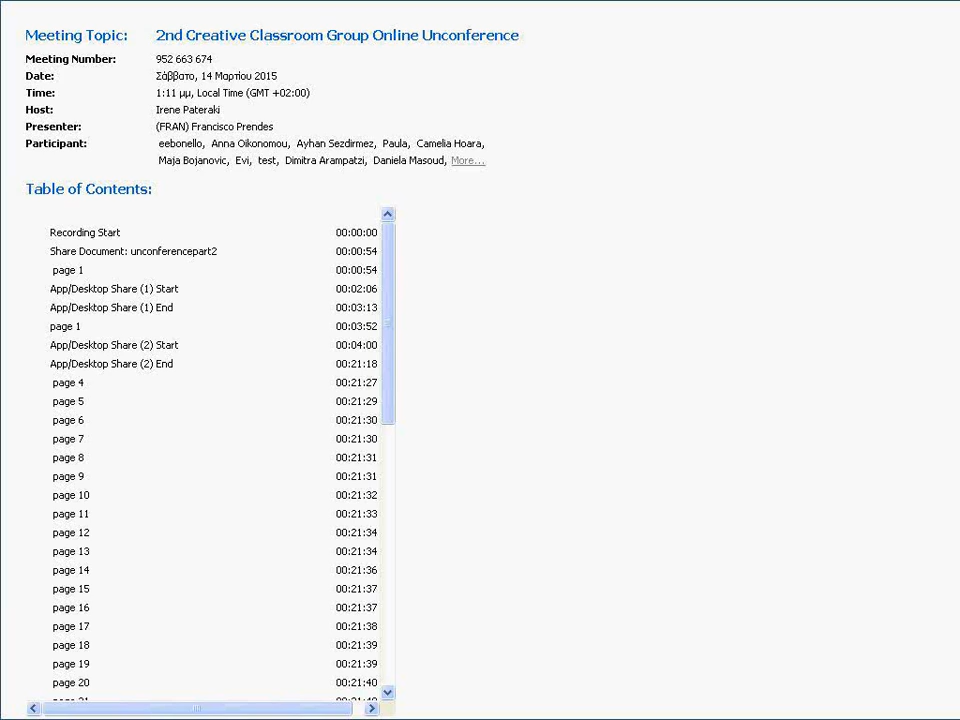 Meeting Topic: 2nd Creative Classroom Group Online Unconference
Meeting Number: 952 663 674
Date: Σάββατο, 14 Μαρτίου 2015
Time: 1:11 μμ, Local Time (GMT +02:00)
Host: Irene Pateraki
Presenter: (FRAN) Francisco Prendes
Participant: eebonello, Anna Oikonomou, Ayhan Sezdirmez, Paula, Camelia Hoara,
Maja Bojanovic, Evi, test, Dimitra Arampatzi, Daniela Masoud, More...
Table of Contents:
Recording Start 00:00:00
Share Document: unconferencepart2 00:00:54
page 1 00:00:54
App/Desktop Share (1) Start 00:02:06
App/Desktop Share (1) End 00:03:13
page 1 00:03:52
App/Desktop Share (2) Start 00:04:00
App/Desktop Share (2) End 00:21:18
page 4 00:21:27
page 5 00:21:29
page 6 00:21:30
page 7 00:21:30
page 8 00:21:31
page 9 00:21:31
page 10 00:21:32
page 11 00:21:33
page 12 00:21:34
page 13 00:21:34
page 14 00:21:36
page 15 00:21:37
page 16 00:21:37
page 17 00:21:38
page 18 00:21:39
page 19 00:21:39
page 20 00:21:40